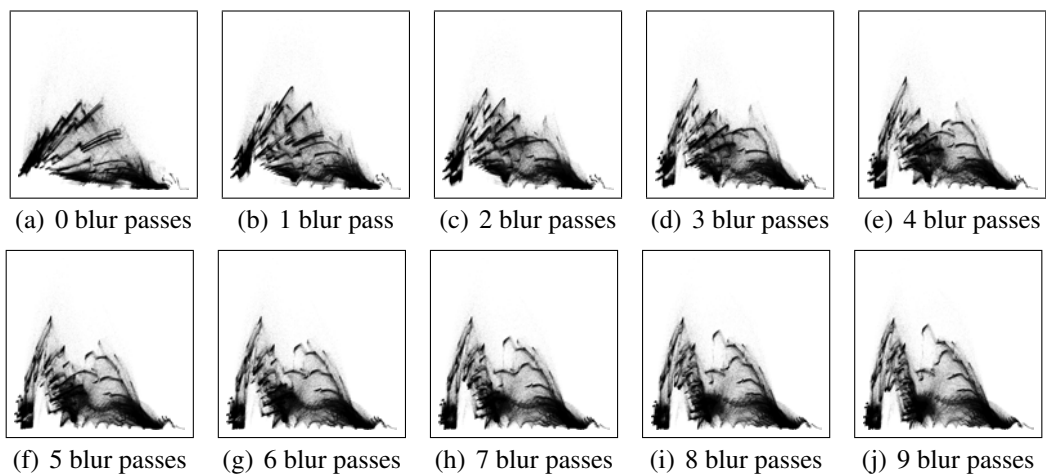 (a) 0 blur passes (b) 1 blur pass (c) 2 blur passes (d) 3 blur passes (e) 4 blur passes
(f) 5 blur passes (g) 6 blur passes (h) 7 blur passes (i) 8 blur passes (j) 9 blur passes